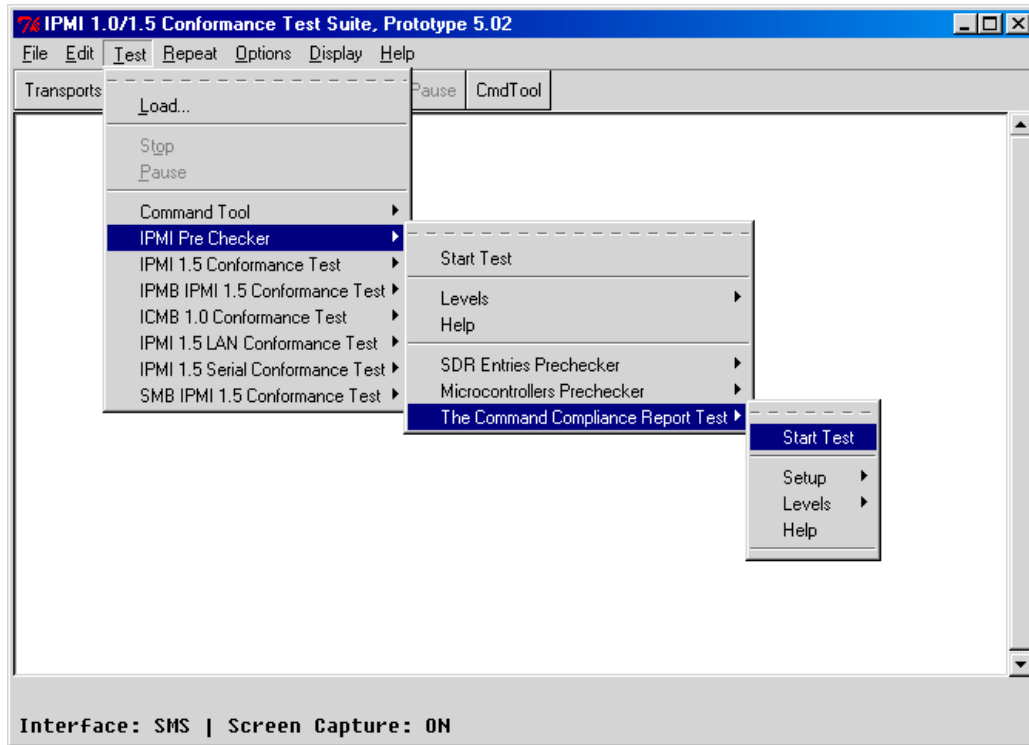 IPMI 1.0/1.5 Conformance Test Suite, Prototype 5.02
File Edit Test Repeat Options Display Help
Transports Pause CmdTool
Load...
Stop
Pause
Command Tool
IPMI Pre Checker
IPMI 1.5 Conformance Test
IPMB IPMI 1.5 Conformance Test
ICMB 1.0 Conformance Test
IPMI 1.5 LAN Conformance Test
IPMI 1.5 Serial Conformance Test
SMB IPMI 1.5 Conformance Test
Start Test
Levels
Help
SDR Entries Prechecker
Microcontrollers Prechecker
The Command Compliance Report Test
Start Test
Setup
Levels
Help
Interface: SMS | Screen Capture: ON